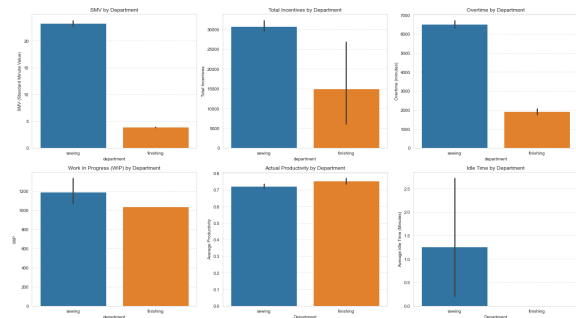 SMV by Department
SMV (Standard Minute Value)
20
15
10
5
0
sewing
finishing
department
Total Incentives by Department
Total Incentives
30000
25000
20000
15000
10000
5000
0
sewing
finishing
department
Overtime by Department
Overtime (minutes)
7000
6000
5000
4000
3000
2000
1000
0
sewing
finishing
department
Work In Progress (WIP) by Department
WIP
1200
1000
800
600
400
200
0
sewing
finishing
department
Actual Productivity by Department
Average Productivity
0.8
0.7
0.6
0.5
0.4
0.3
0.2
0.1
0.0
sewing
finishing
Department
Idle Time by Department
Average Idle Time (Minutes)
2.5
2.0
1.5
1.0
0.5
0.0
sewing
finishing
Department